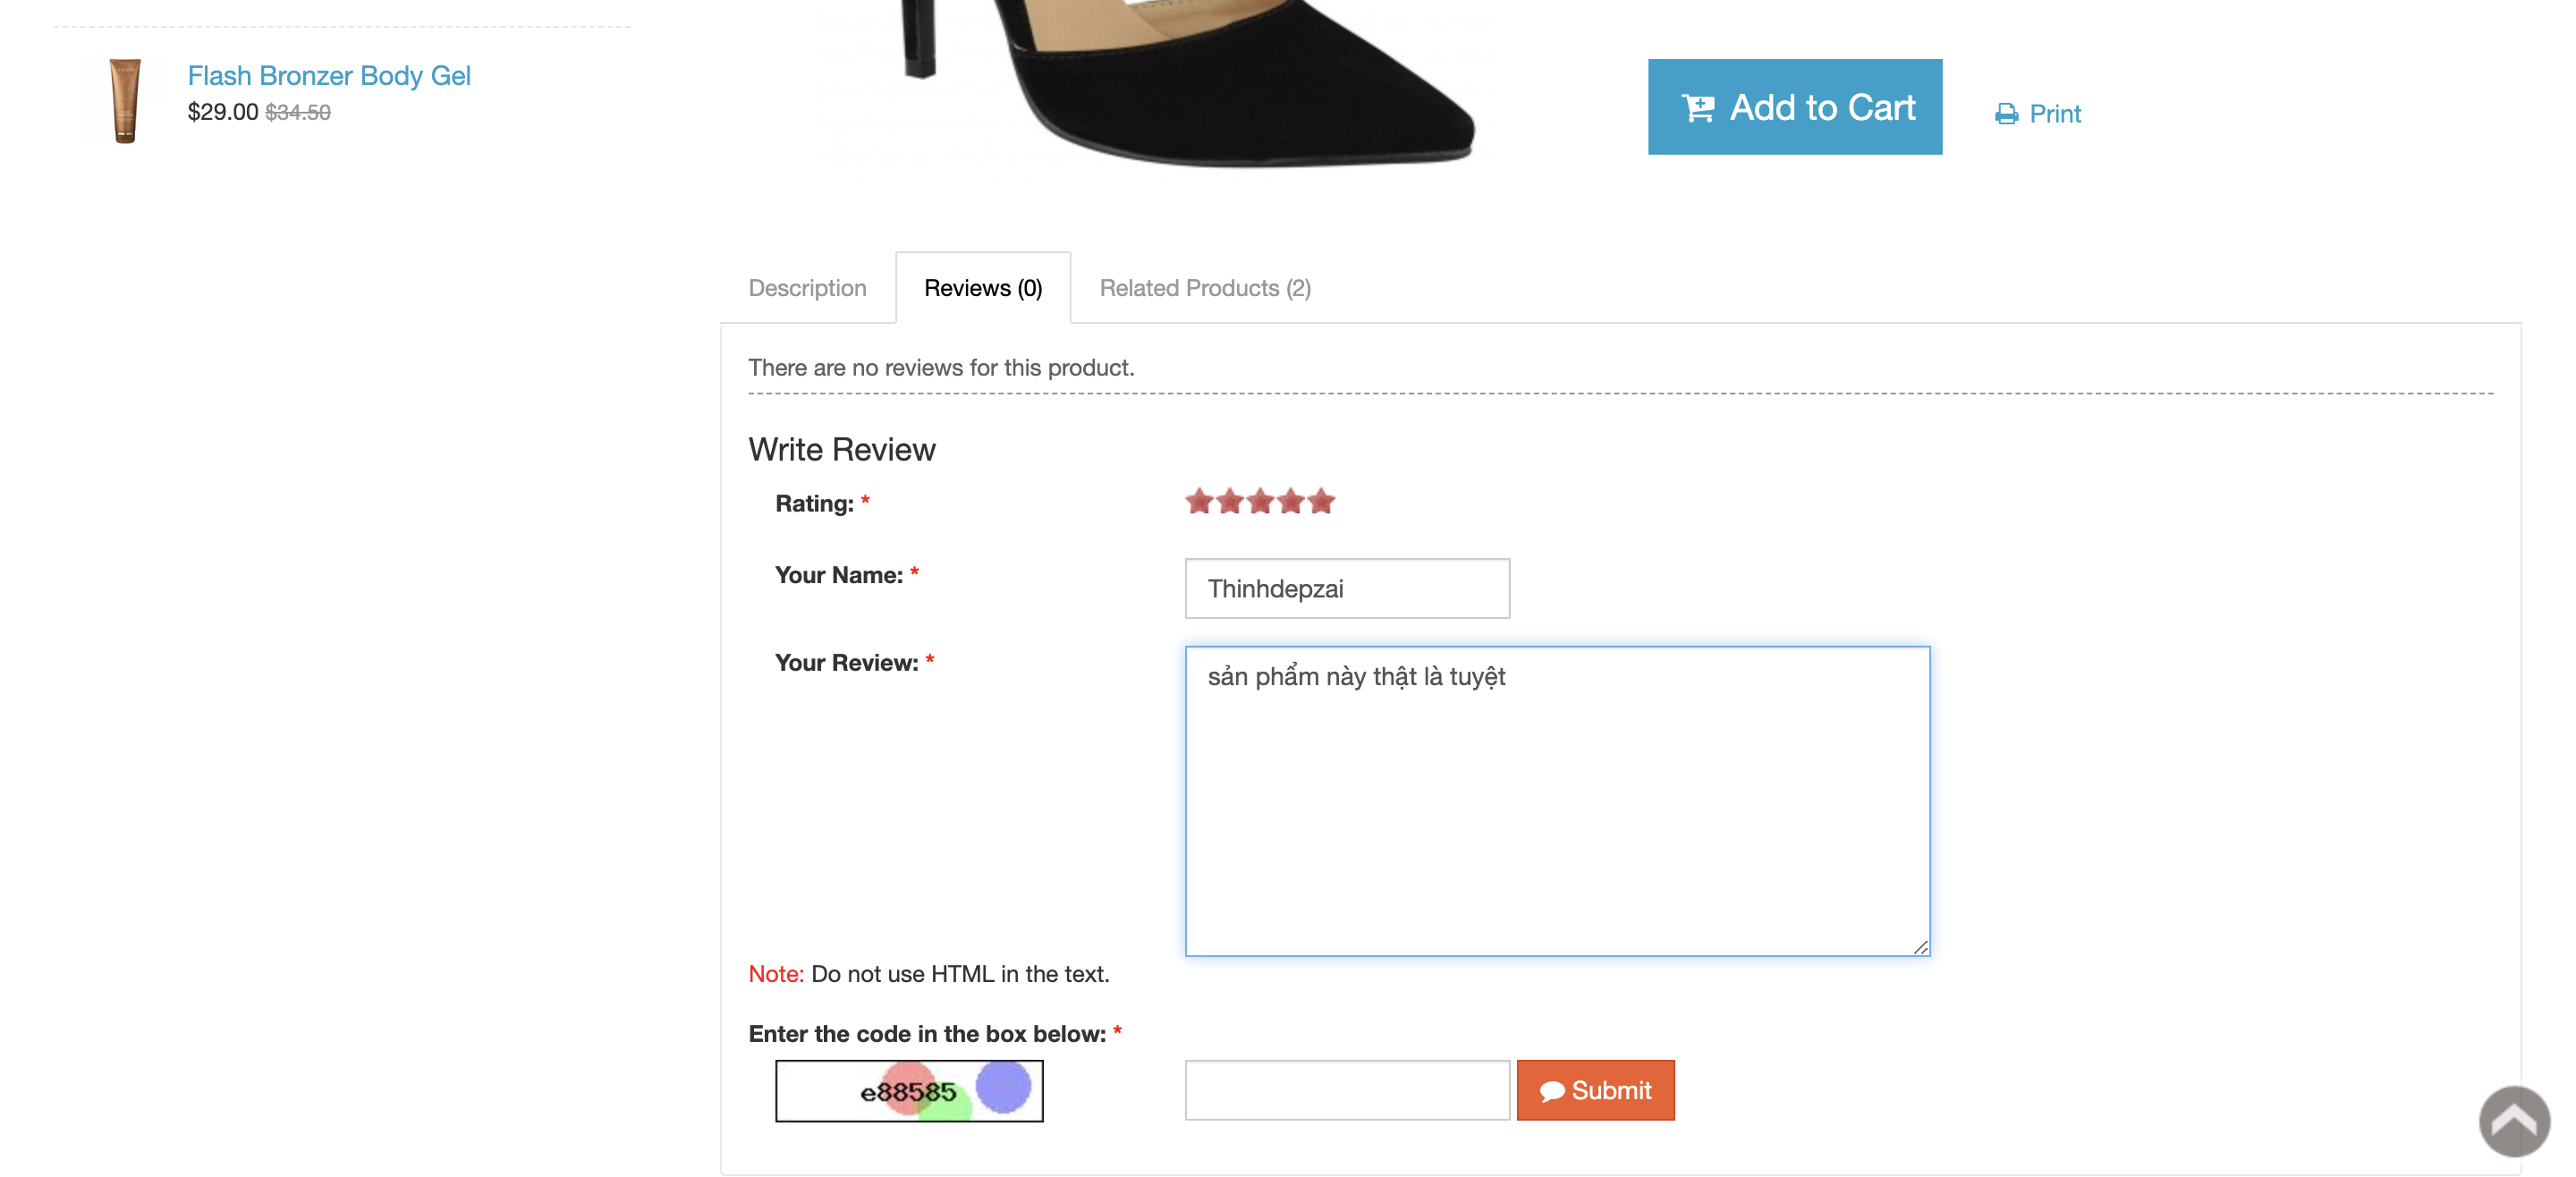 Flash Bronzer Body Gel
$29.00 $34.50
Add to Cart
Print
Description
Reviews (0)
Related Products (2)
There are no reviews for this product.
Write Review
Rating: *
Your Name: *
Thinhdepzai
Your Review: *
sản phẩm này thật là tuyệt
Note: Do not use HTML in the text.
Enter the code in the box below: *
e88585
Submit